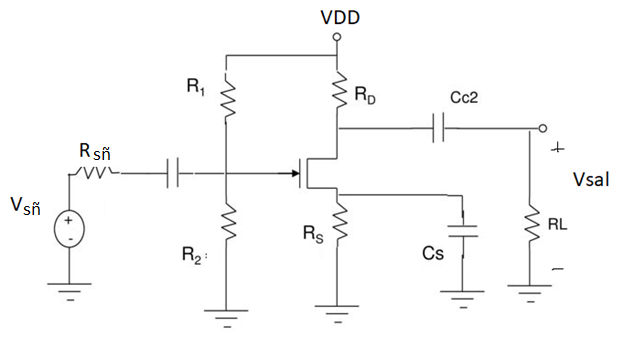 VDD
R1
RD
Cc2
Rsñ
+
Vsal
Vsñ
+
-
R2:
RS
Cs
RL
-